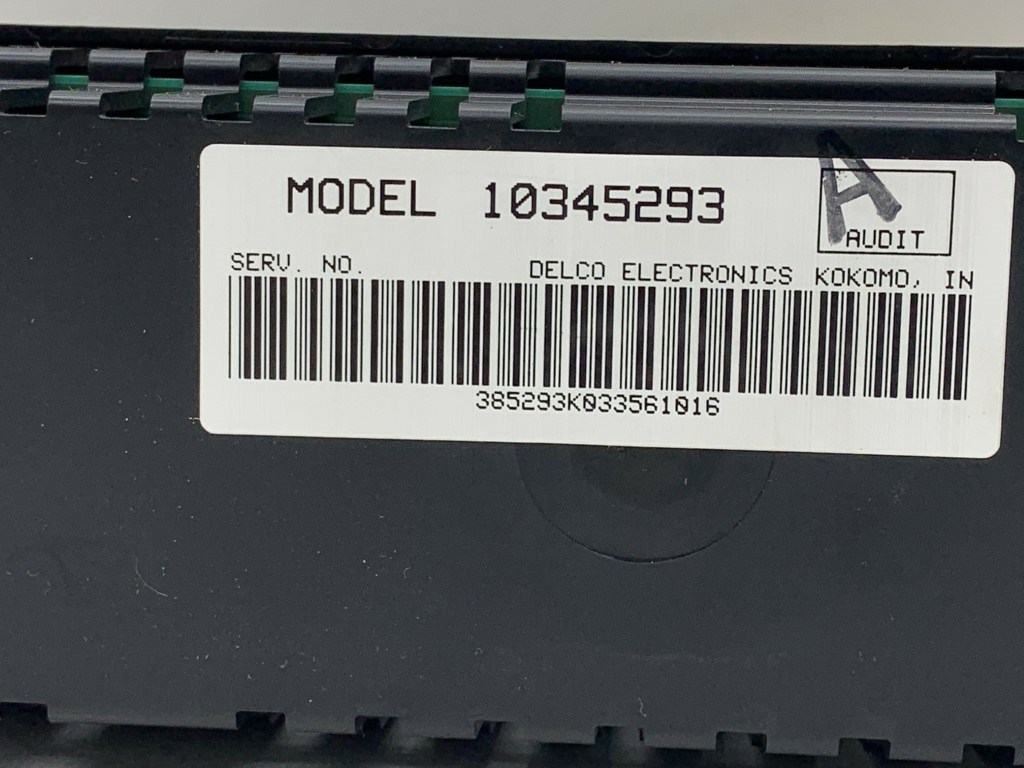 MODEL 10345293
A
AUDIT
SERV. NO. DELCO ELECTRONICS KOKOMO, IN
385293K033561016